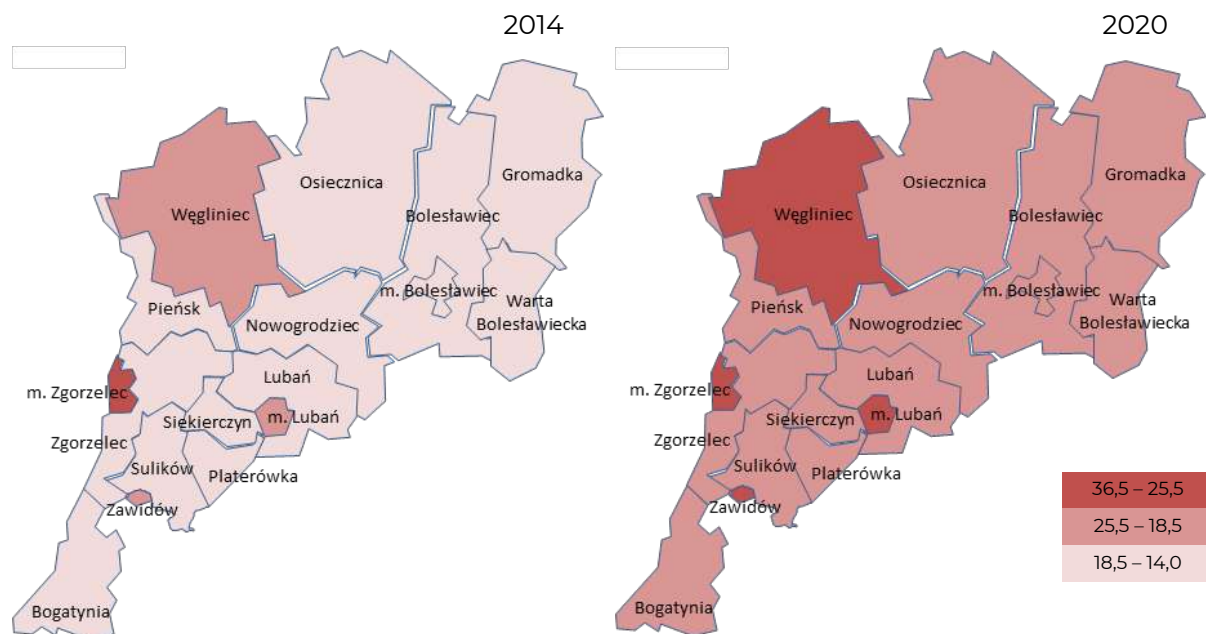 2014
Osiecznica
Gromadka
Węgliniec
Bolesławiec
m. Bolesławiec
Pieńsk
Warta
Bolesławiecka
Nowogrodziec
Lubań
m. Zgorzelec
m. Lubań
Siekierczyn
Zgorzelec
Sulików
Platerówka
Zawidów
Bogatynia
2020
Osiecznica
Gromadka
Węgliniec
Bolesławiec
m. Bolesławiec
Pieńsk
Warta
Bolesławiecka
Nowogrodziec
Lubań
m. Zgorzelec
m. Lubań
Siekierczyn
Zgorzelec
Sulików
Platerówka
Zawidów
Bogatynia
36,5 – 25,5
25,5 – 18,5
18,5 – 14,0